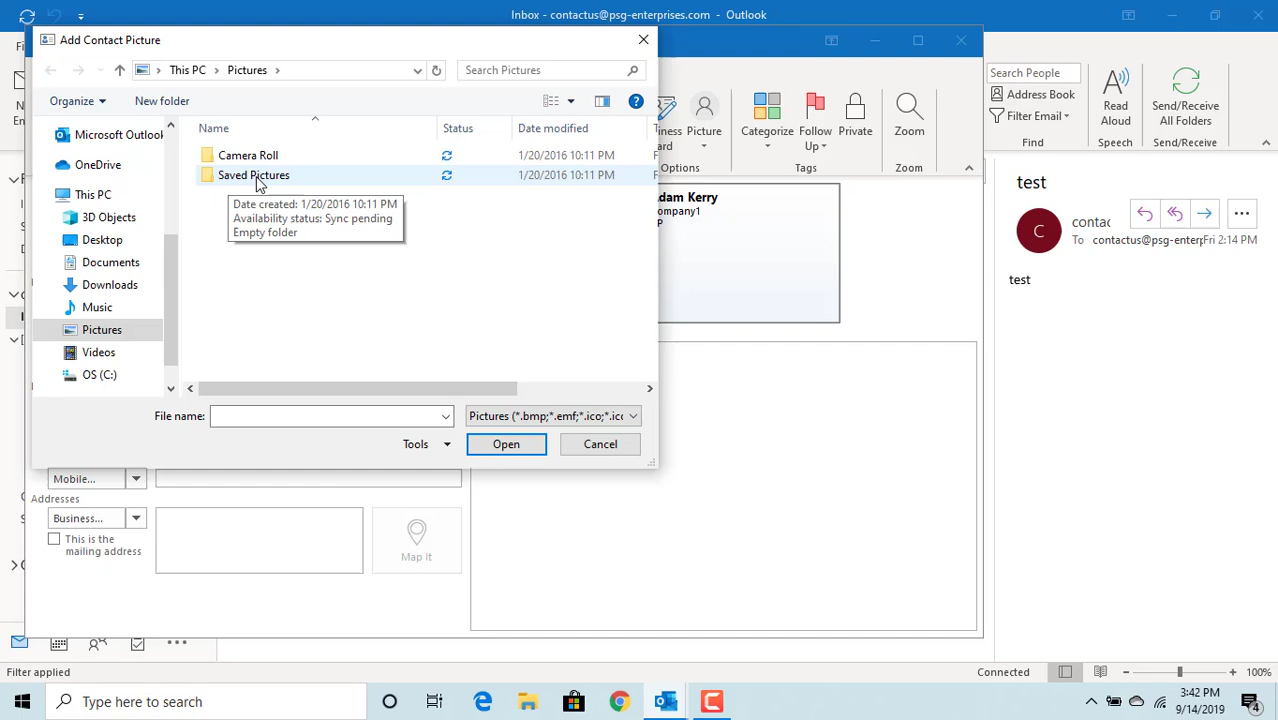 Inbox - contactus@psg-enterprises.com - Outlook
Add Contact Picture
This PC > Pictures >
Search Pictures
Organize
New folder
Name
Status
Date modified
Microsoft Outlook
OneDrive
This PC
3D Objects
Desktop
Documents
Downloads
Music
Pictures
Videos
OS (C:)
Camera Roll
1/20/2016 10:11 PM
Saved Pictures
1/20/2016 10:11 PM
Date created: 1/20/2016 10:11 PM
Availability status: Sync pending
Empty folder
File name:
Pictures (*.bmp;*.emf;*.ico;*.icc
Tools
Open
Cancel
Picture
Categorize
Follow
Up
Private
Zoom
Options
Tags
Zoom
Kerry
Mobile...
Addresses
Business...
This is the
mailing address
Map It
Search People
Address Book
Filter Email
Find
Read
Aloud
Speech
Send/Receive
All Folders
Send/Receive
test
C
contac
To contactus@psg-enterp
Fri 2:14 PM
test
Filter applied
Connected
100%
Type here to search
3:42 PM
9/14/2019
4